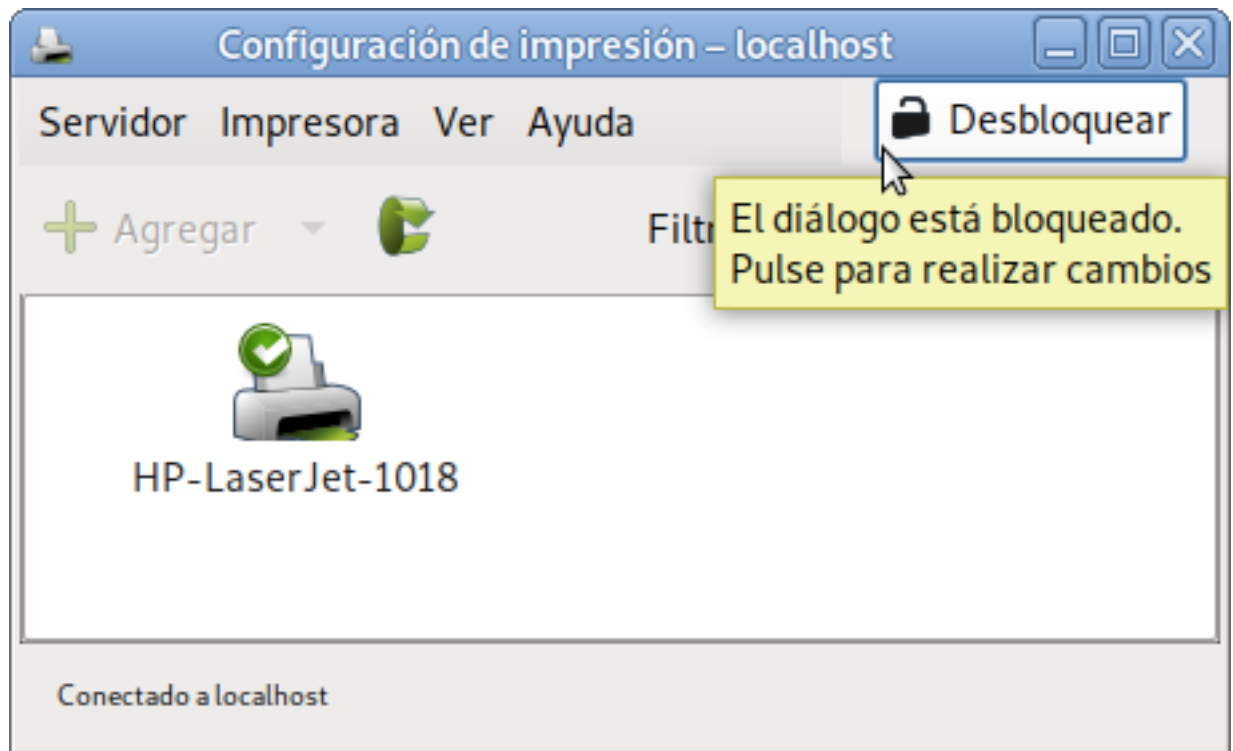 Configuración de impresión – localhost
Servidor Impresora Ver Ayuda
Desbloquear
Agregar
El diálogo está bloqueado.
Pulse para realizar cambios
HP-LaserJet-1018
Conectado a localhost